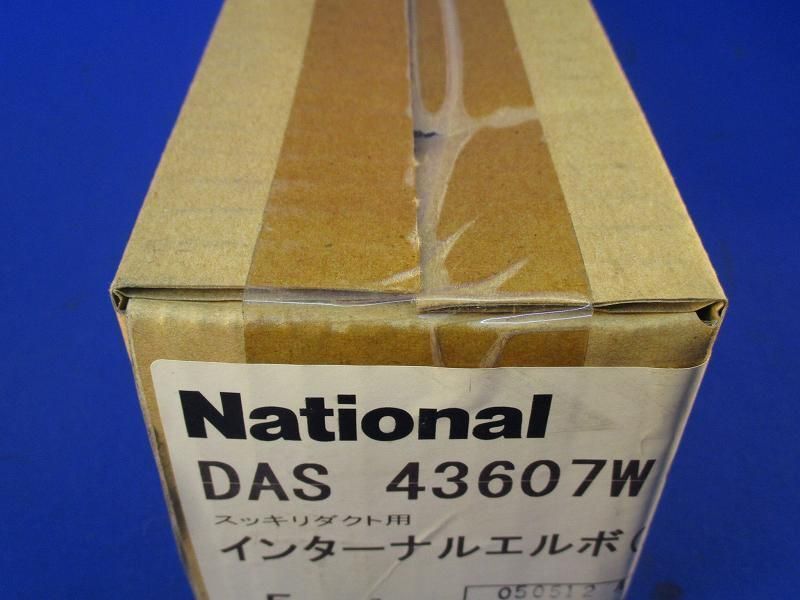 National
DAS 43607W
スッキリダクト用
インターナルエルボ(
050512